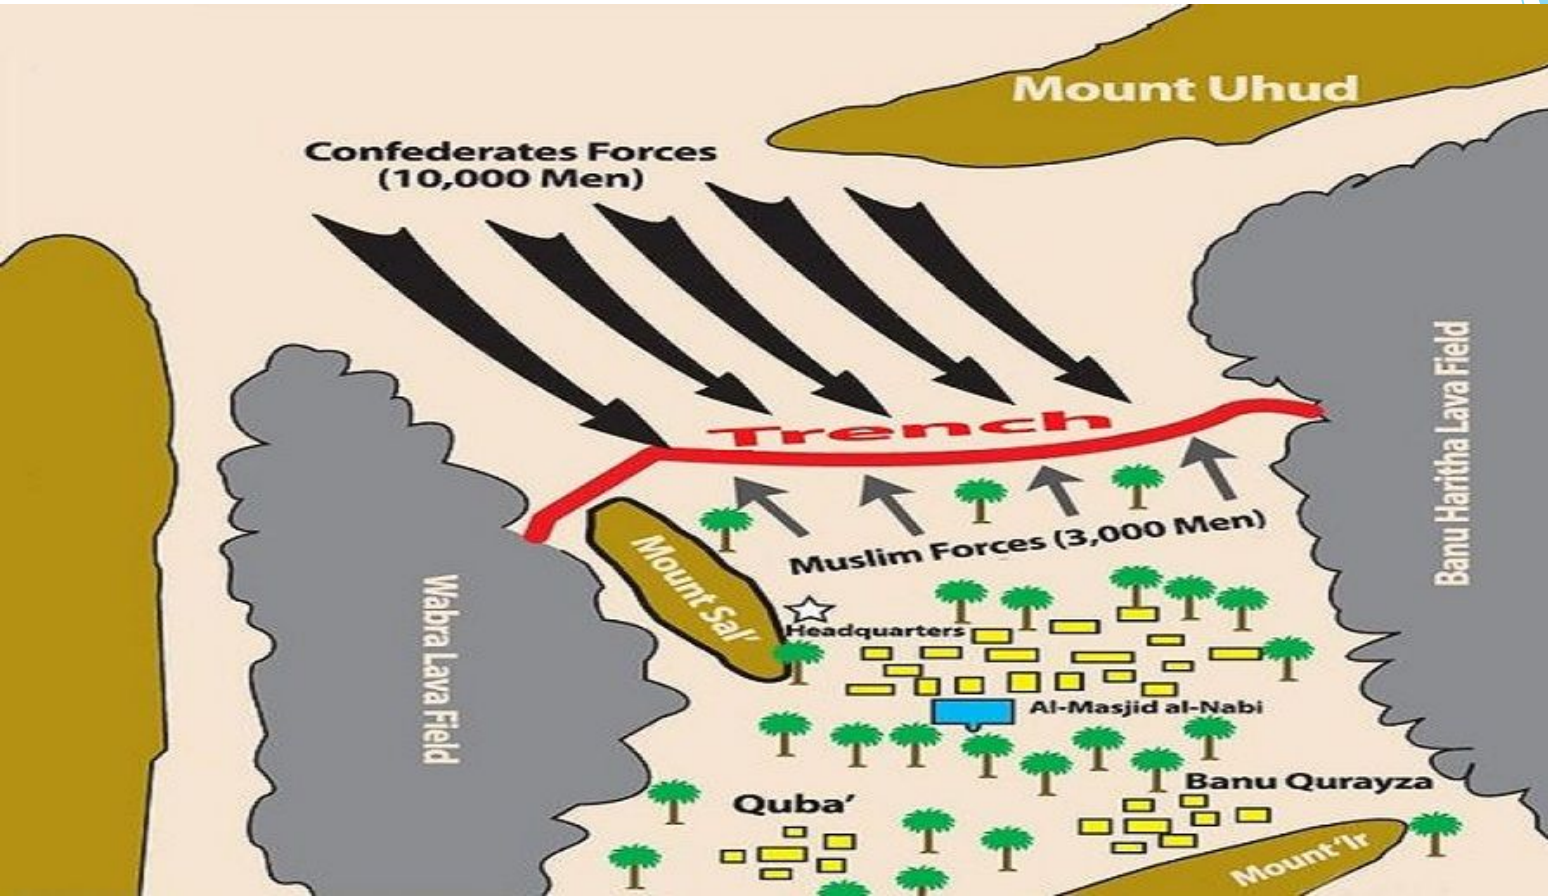 Mount Uhud
Confederates Forces
(10,000 Men)
Trench
Banu Haritha Lava Field
Muslim Forces (3,000 Men)
Mount Sal'
Wabra Lava Field
Headquarters
Al-Masjid al-Nabi
Banu Qurayza
Quba'
Mount 'Ir